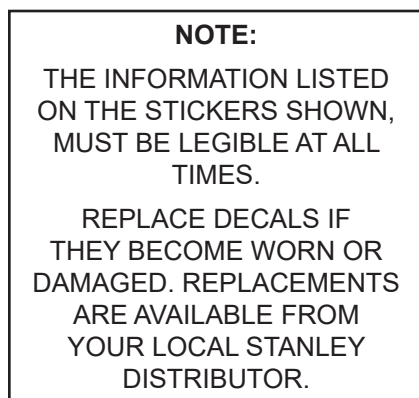 NOTE:
THE INFORMATION LISTED
ON THE STICKERS SHOWN,
MUST BE LEGIBLE AT ALL
TIMES.
REPLACE DECALS IF
THEY BECOME WORN OR
DAMAGED. REPLACEMENTS
ARE AVAILABLE FROM
YOUR LOCAL STANLEY
DISTRIBUTOR.